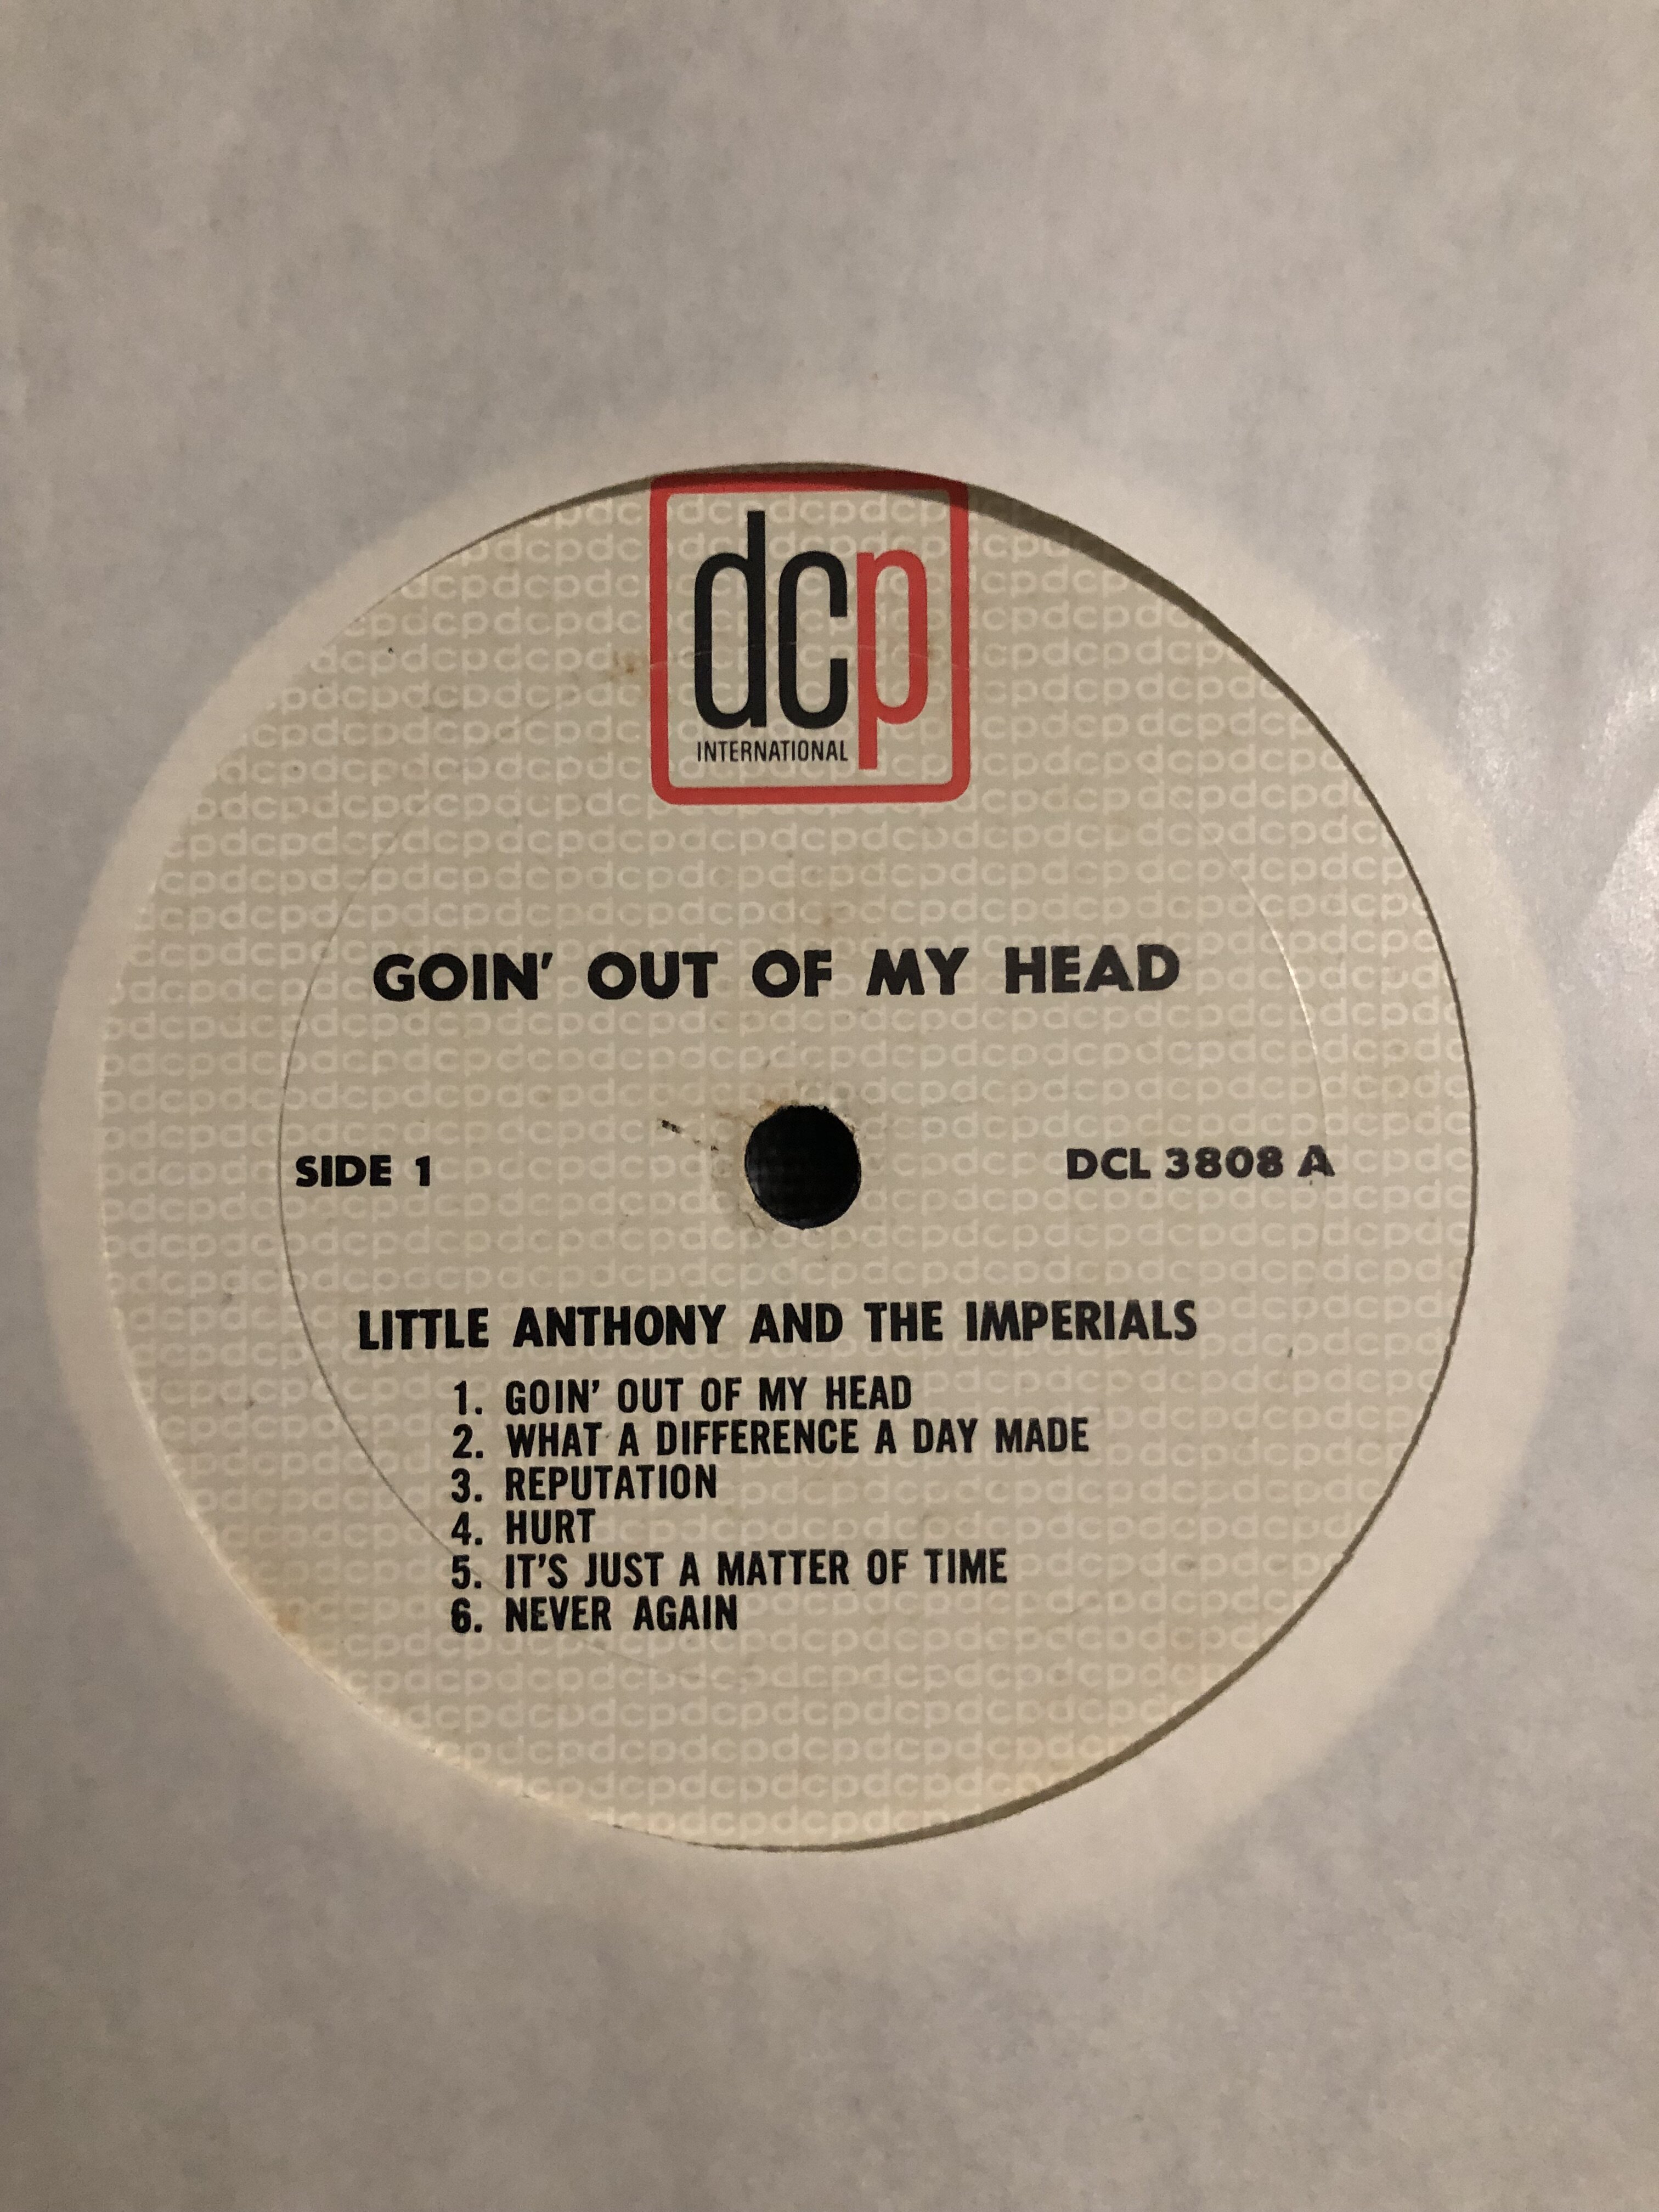 dcp
INTERNATIONAL
GOIN' OUT OF MY HEAD
SIDE 1
DCL 3808 A
LITTLE ANTHONY AND THE IMPERIALS
1. GOIN' OUT OF MY HEAD
2. WHAT A DIFFERENCE A DAY MADE
3. REPUTATION
4. HURT
5. IT'S JUST A MATTER OF TIME
6. NEVER AGAIN